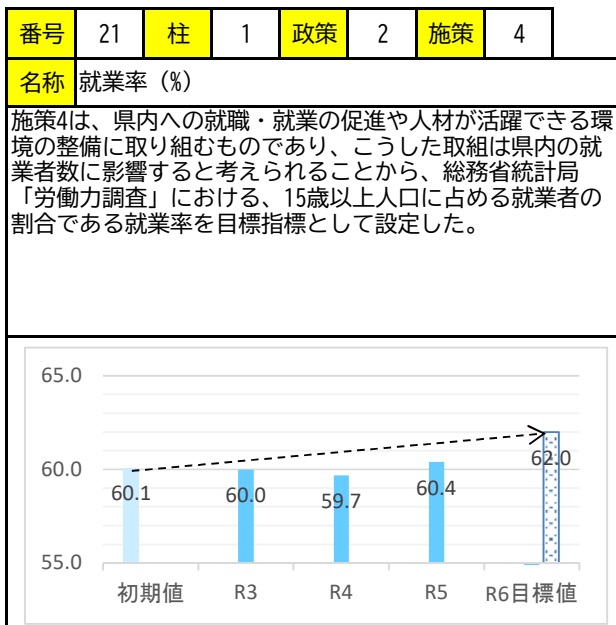 番号 21 柱 1 政策 2 施策 4
名称 就業率（%）
施策4は、県内への就職・就業の促進や人材が活躍できる環
境の整備に取り組むものであり、こうした取組は県内の就
業者数に影響すると考えられることから、総務省統計局
「労働力調査」における、15歳以上人口に占める就業者の
割合である就業率を目標指標として設定した。
65.0
60.0
55.0
60.1 60.0 59.7 60.4 62.0
初期値 R3 R4 R5 R6目標値